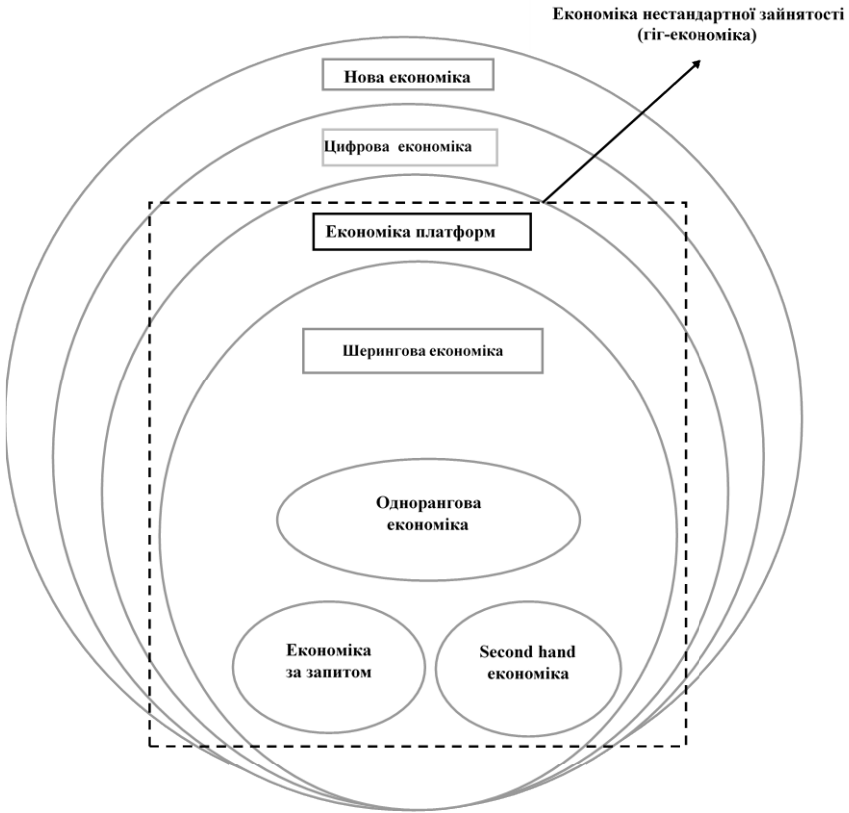 Економіка нестандартної зайнятості
(гіг-економіка)
Нова економіка
Цифрова економіка
Економіка платформ
Шерингова економіка
Однорангова
економіка
Економіка
за запитом
Second hand
економіка